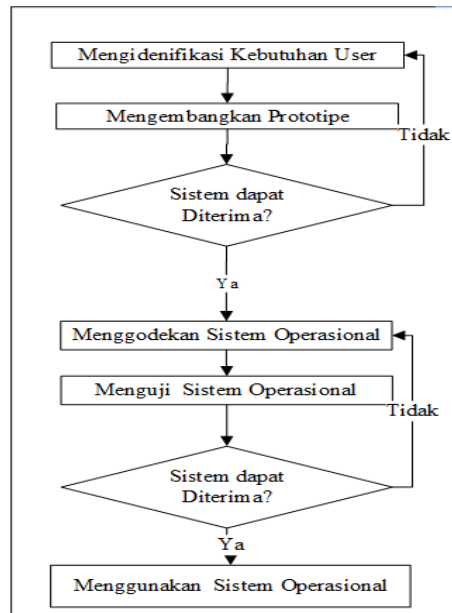 Mengidenifikasi Kebutuhan User
Mengembangkan Prototipe
Tidak
Sistem dapat
Diterima?
Ya
Menggodekan Sistem Operasional
Menguji Sistem Operasional
Tidak
Sistem dapat
Diterima?
Ya
Menggunakan Sistem Operasional